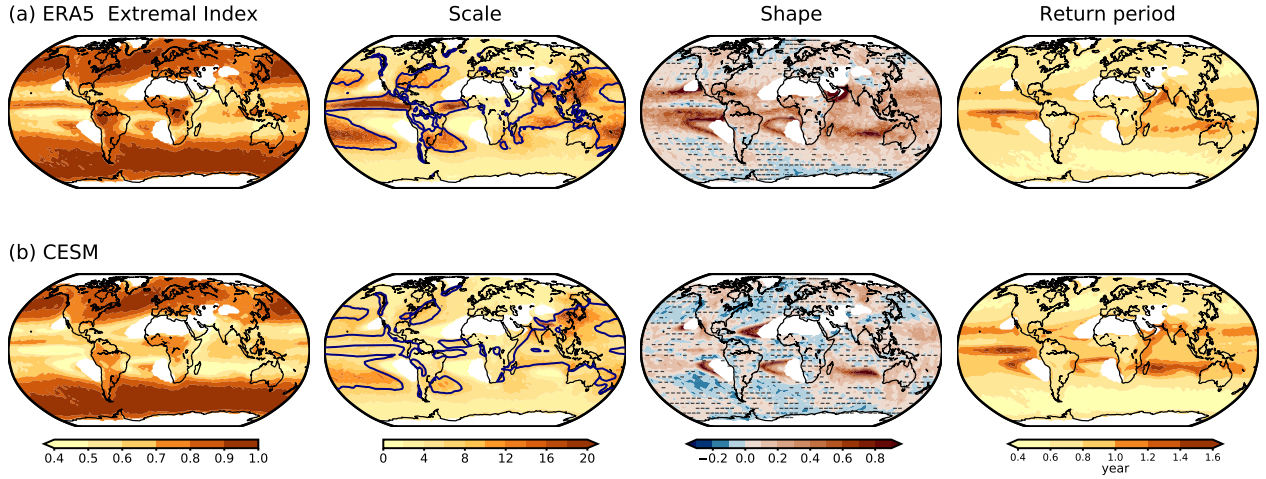 (a) ERA5 Extremal Index Scale Shape Return period
(b) CESM
0.4 0.5 0.6 0.7 0.8 0.9 1.0 0 4 8 12 16 20 −0.2 0.0 0.2 0.4 0.6 0.8 0.4 0.6 0.8 1.0 1.2 1.4 1.6
year